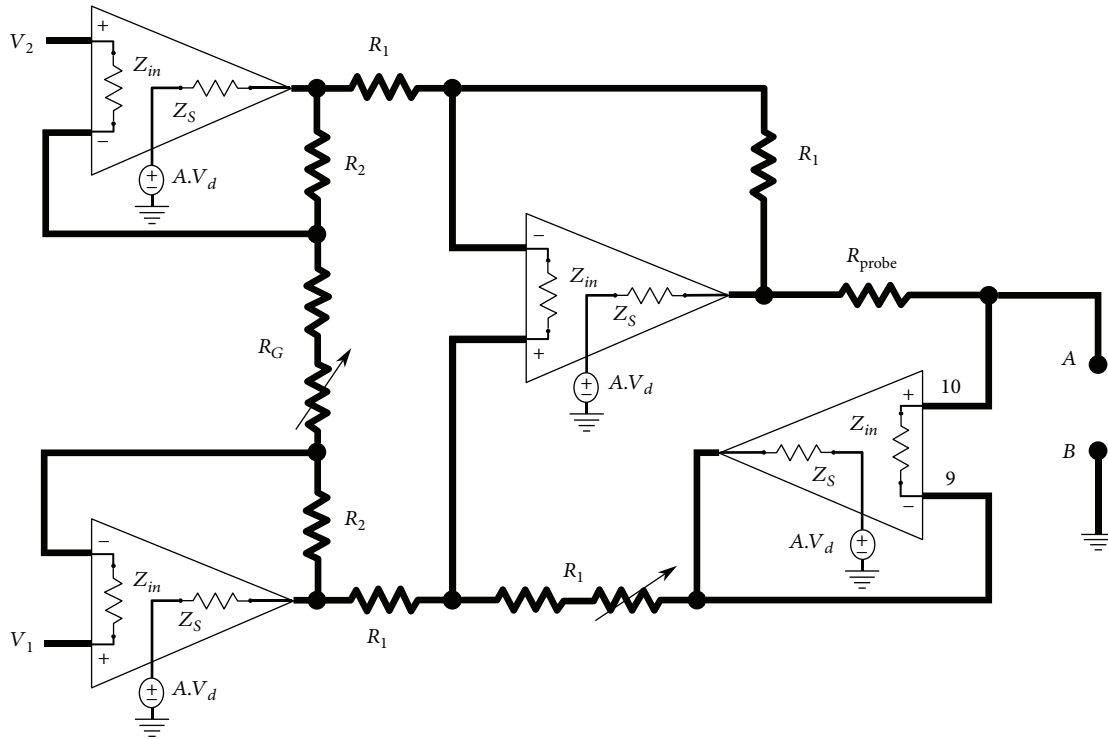 V2
+
Zin
ZS
−
+
−
A.Vd
R2
R1
R1
−
Zin
ZS
+
+
−
A.Vd
Rprobe
RG
A
B
10
9
+
Zin
ZS
−
+
−
A.Vd
R2
−
Zin
ZS
+
V1
+
−
A.Vd
R1
R1